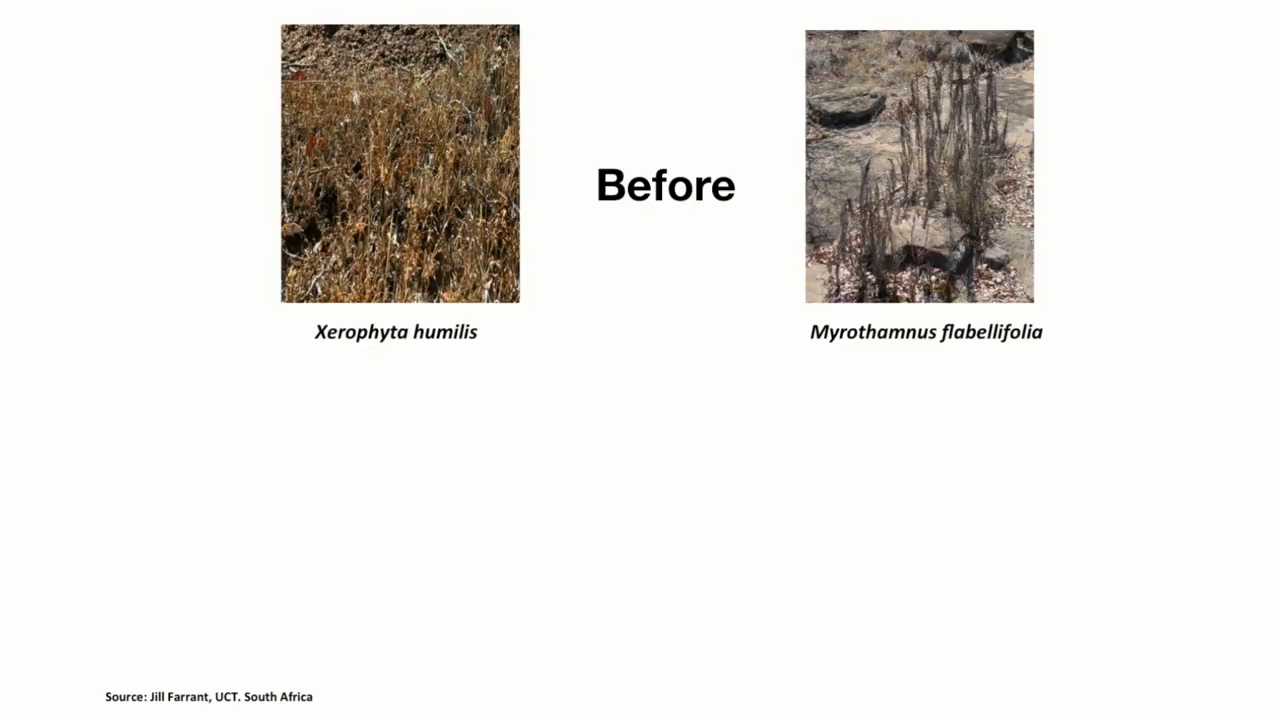 Before
Xerophyta humilis
Myrothamnus flabellifolia
Source: Jill Farrant, UCT. South Africa